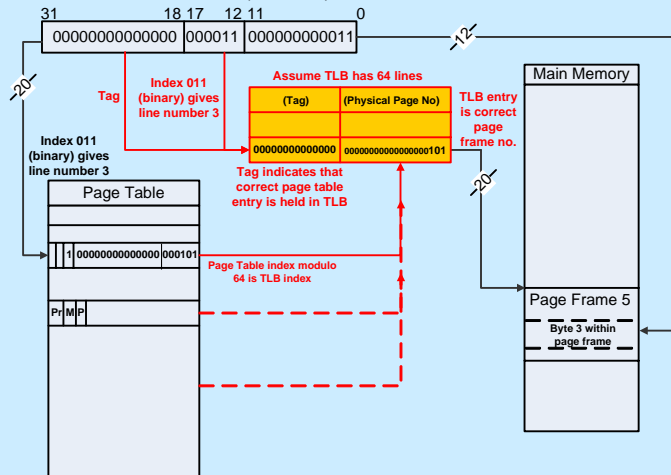 31 18 17 12 11 0
00000000000000 000011 000000000011
12
20
Tag
Index 011
(binary) gives
line number 3
Assume TLB has 64 lines
(Tag) (Physical Page No)
00000000000000 00000000000000000101
TLB entry
is correct
page
frame no.
Tag indicates that
correct page table
entry is held in TLB
20
Index 011
(binary) gives
line number 3
Page Table
1 00000000000000 000101
Page Table index modulo
64 is TLB index
Pr M P
Main Memory
Page Frame 5
Byte 3 within
page frame